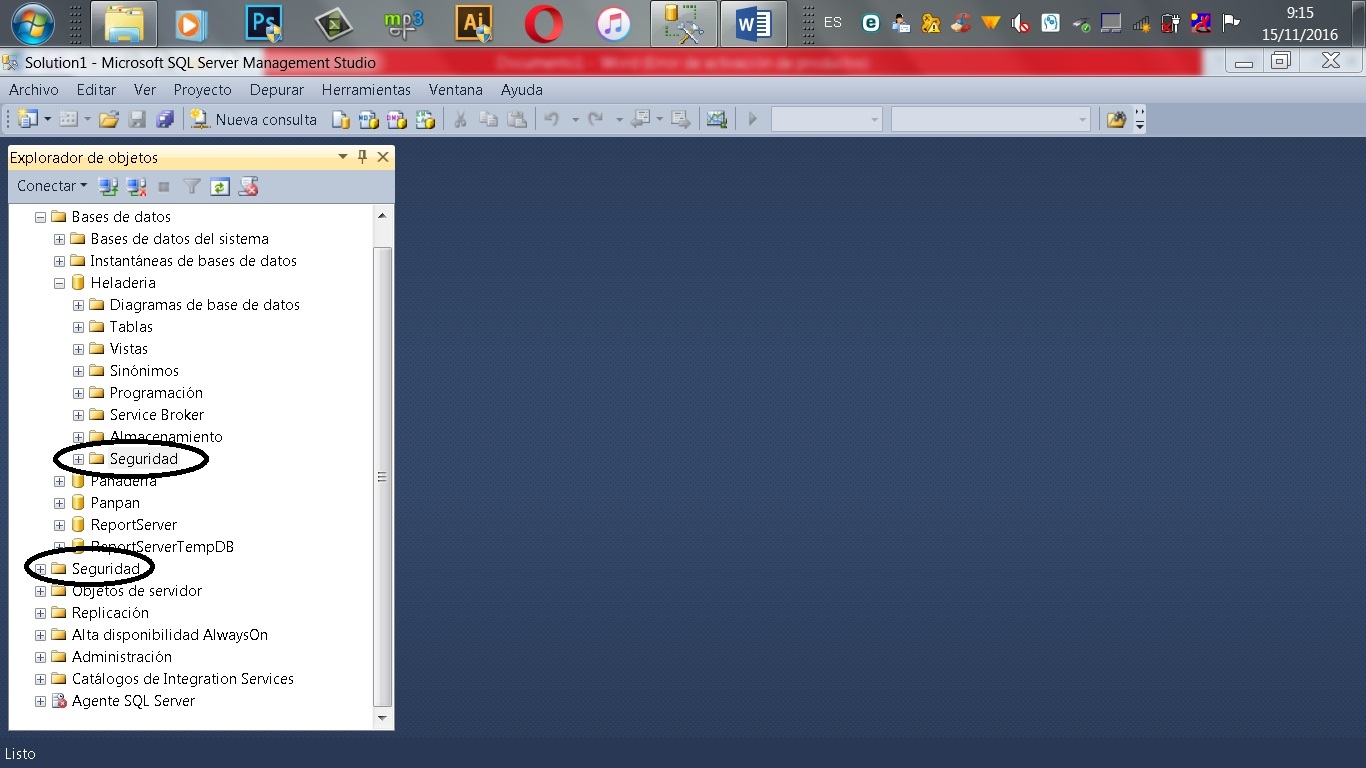 Ps
mp3
Ai
W
ES
9:15
15/11/2016
Solution1 - Microsoft SQL Server Management Studio
Documento1 - Word (Error de activación de productos)
Archivo Editar Ver Proyecto Depurar Herramientas Ventana Ayuda
Nueva consulta
Explorador de objetos
Conectar
Bases de datos
Bases de datos del sistema
Instantáneas de bases de datos
Heladeria
Diagramas de base de datos
Tablas
Vistas
Sinónimos
Programación
Service Broker
Almacenamiento
Seguridad
Panaderia
Panpan
ReportServer
ReportServerTempDB
Seguridad
Objetos de servidor
Replicación
Alta disponibilidad AlwaysOn
Administración
Catálogos de Integration Services
Agente SQL Server
Listo